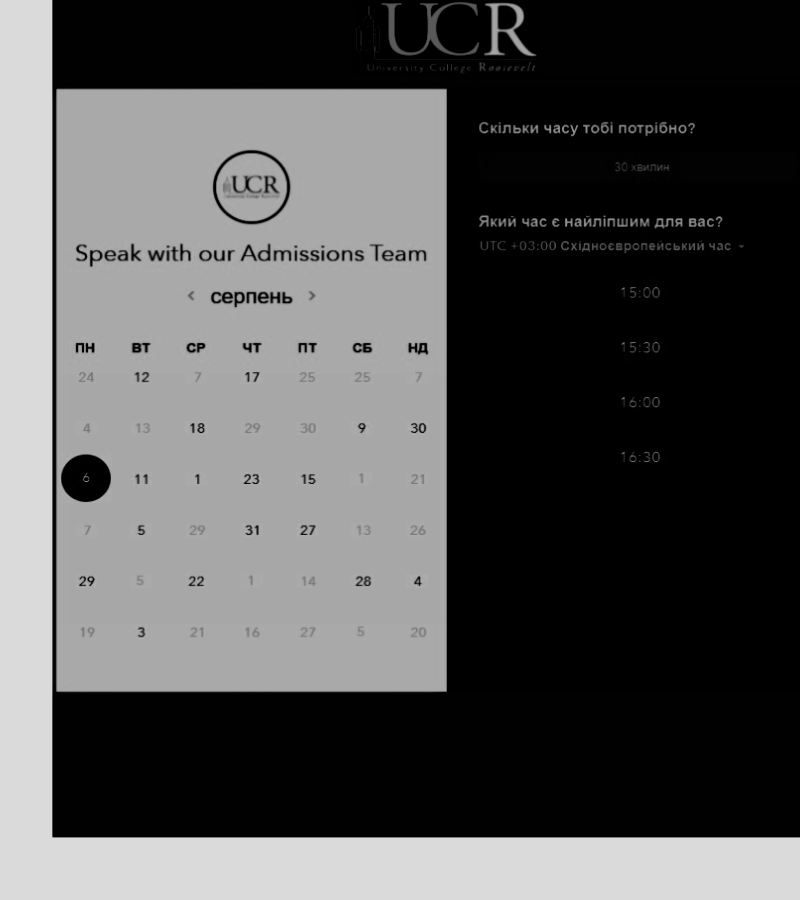 UCR
University College Roosevelt
UCR
Speak with our Admissions Team
серпень
ПН ВТ СР ЧТ ПТ СБ НД
24 12 7 17 25 25 7
4 13 18 29 30 9 30
6 11 1 23 15 1 21
7 5 29 31 27 13 26
29 5 22 1 14 28 4
19 3 21 16 27 5 20
Скільки часу тобі потрібно?
30 хвилин
Який час є найліпшим для вас?
UTC +03:00 Східноєвропейський час
15:00
15:30
16:00
16:30